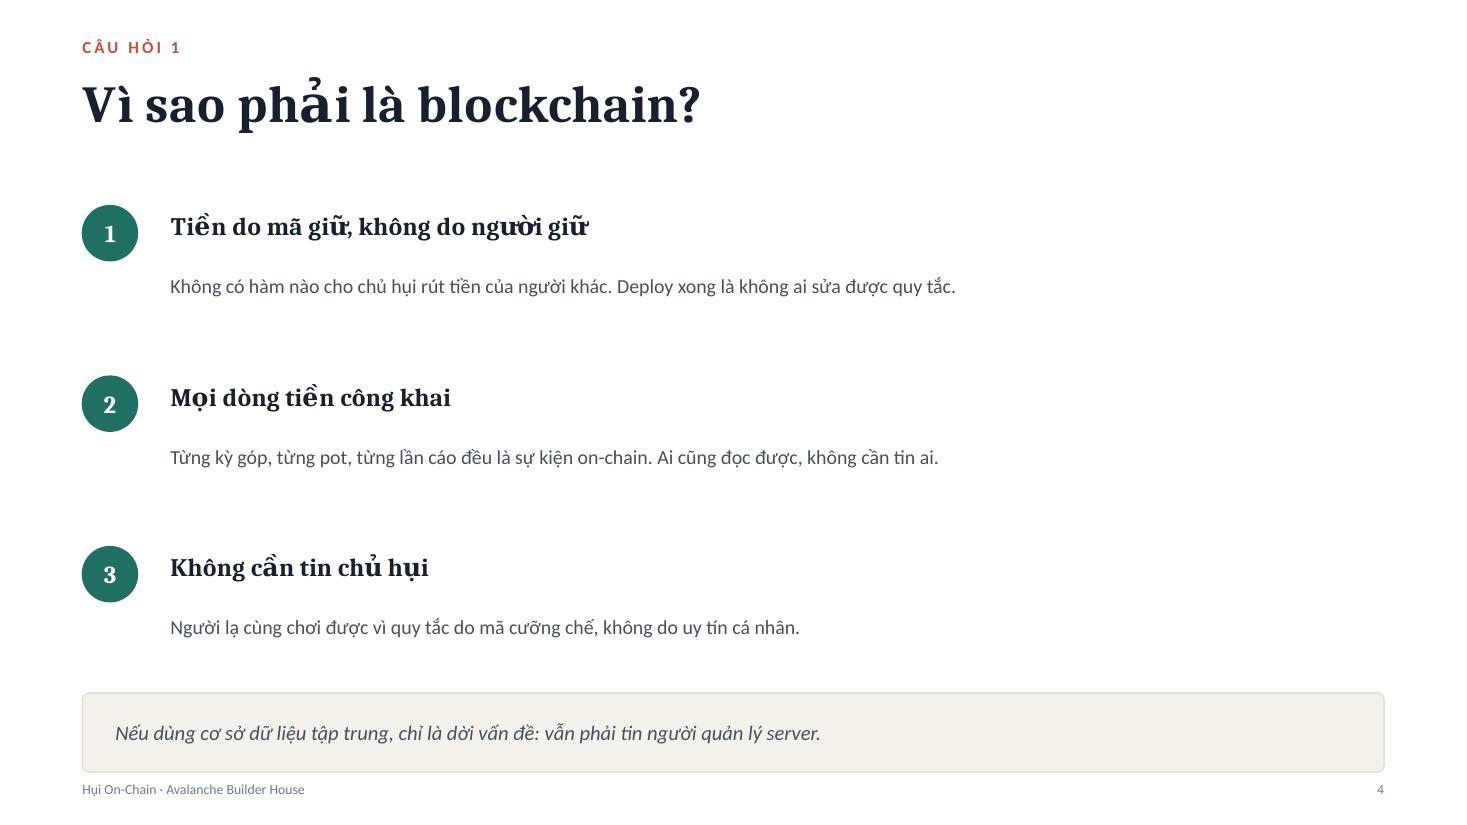 CÂU HỎI 1
Vì sao phải là blockchain?
1
Tiền do mã giữ, không do người giữ
Không có hàm nào cho chủ hụi rút tiền của người khác. Deploy xong là không ai sửa được quy tắc.
2
Mọi dòng tiền công khai
Từng kỳ góp, từng pot, từng lần cáo đều là sự kiện on-chain. Ai cũng đọc được, không cần tin ai.
3
Không cần tin chủ hụi
Người lạ cùng chơi được vì quy tắc do mã cưỡng chế, không do uy tín cá nhân.
Nếu dùng cơ sở dữ liệu tập trung, chỉ là dời vấn đề: vẫn phải tin người quản lý server.
Hụi On-Chain · Avalanche Builder House
4